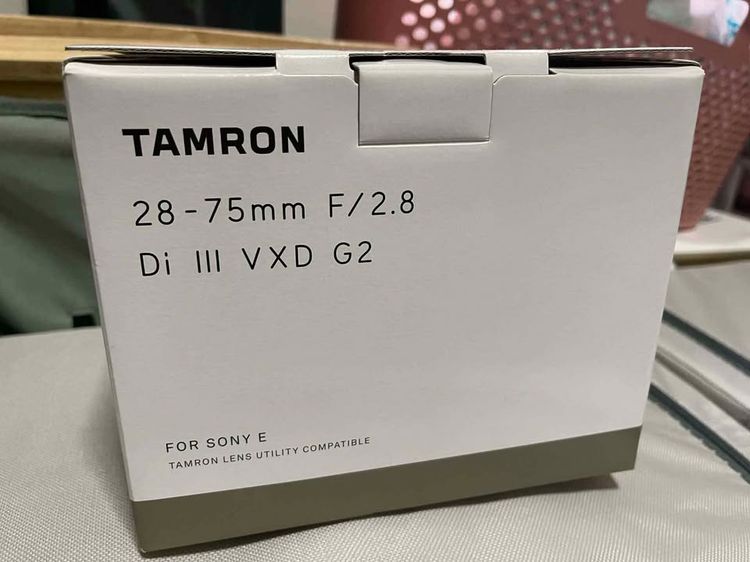 TAMRON
28-75mm F/2.8
Di III VXD G2
FOR SONY E
TAMRON LENS UTILITY COMPATIBLE